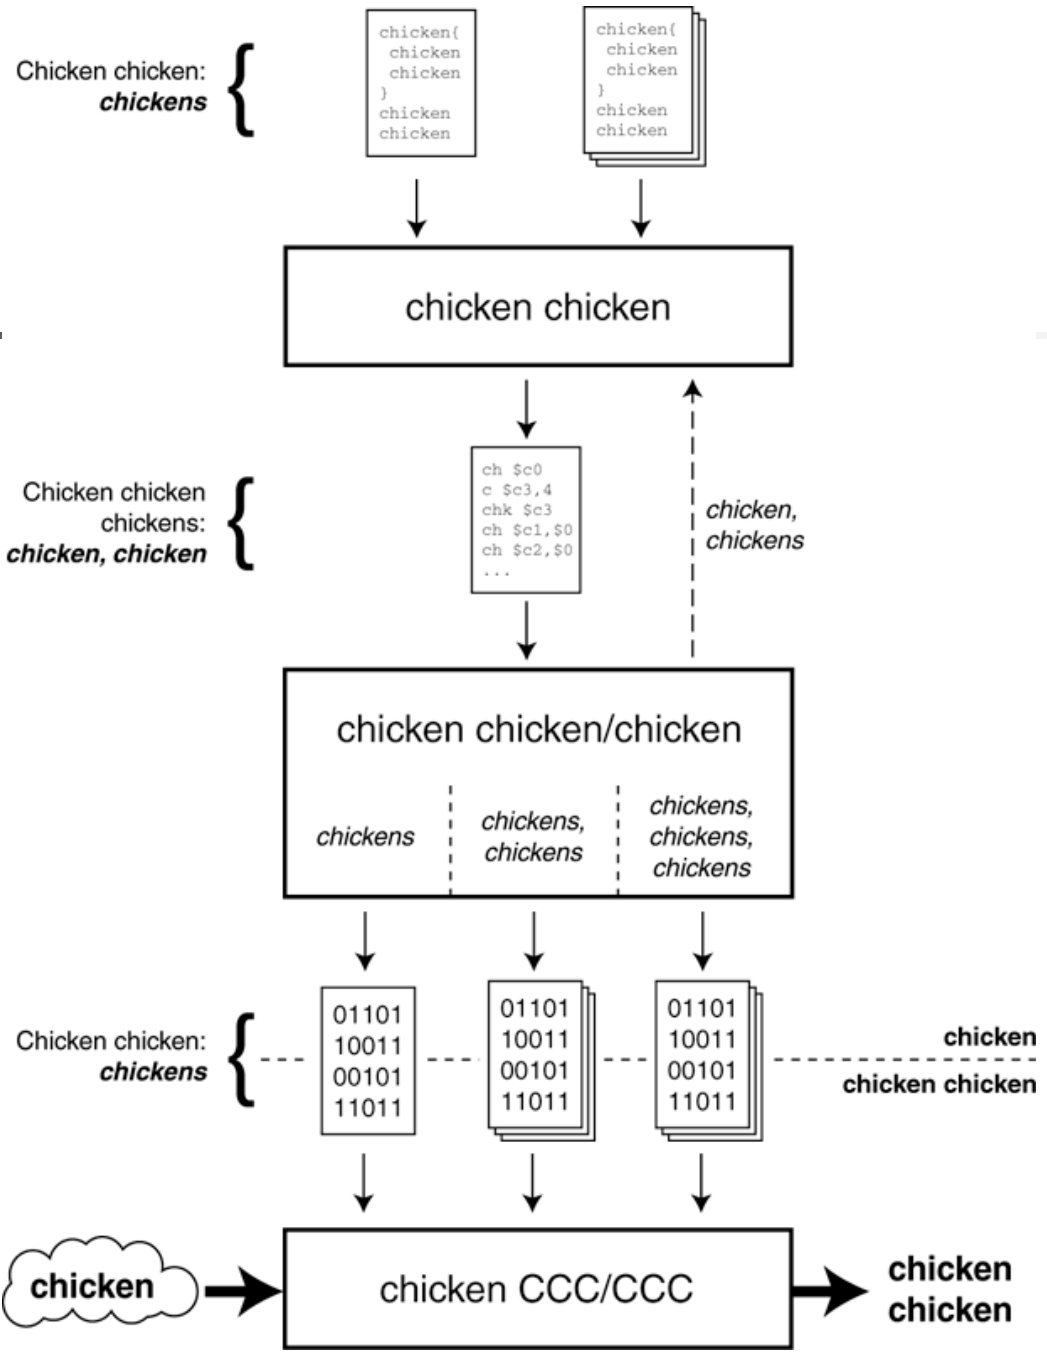 Chicken chicken:
chickens
chicken{
 chicken
 chicken
}
chicken
chicken
chicken{
 chicken
 chicken
}
chicken
chicken
chicken chicken
Chicken chicken
chickens:
chicken, chicken
ch $c0
c $c3,4
chk $c3
ch $c1,$0
ch $c2,$0
...
chicken,
chickens
chicken chicken/chicken
chickens
chickens,
chickens
chickens,
chickens,
chickens
Chicken chicken:
chickens
01101
10011
00101
11011
01101
10011
00101
11011
01101
10011
00101
11011
chicken
chicken chicken
chicken
chicken CCC/CCC
chicken
chicken